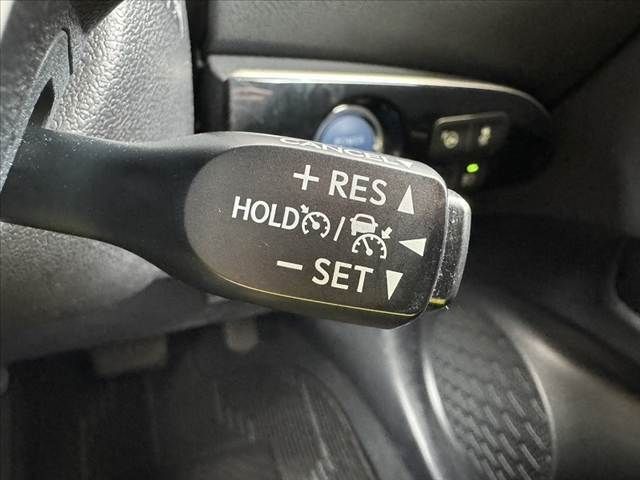 CANCEL
+ RES
HOLD /
− SET